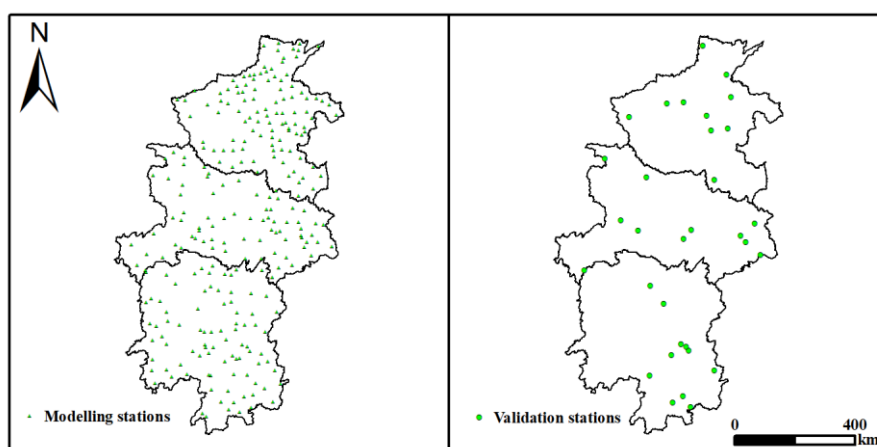 N
Modelling stations
Validation stations
0 400
km